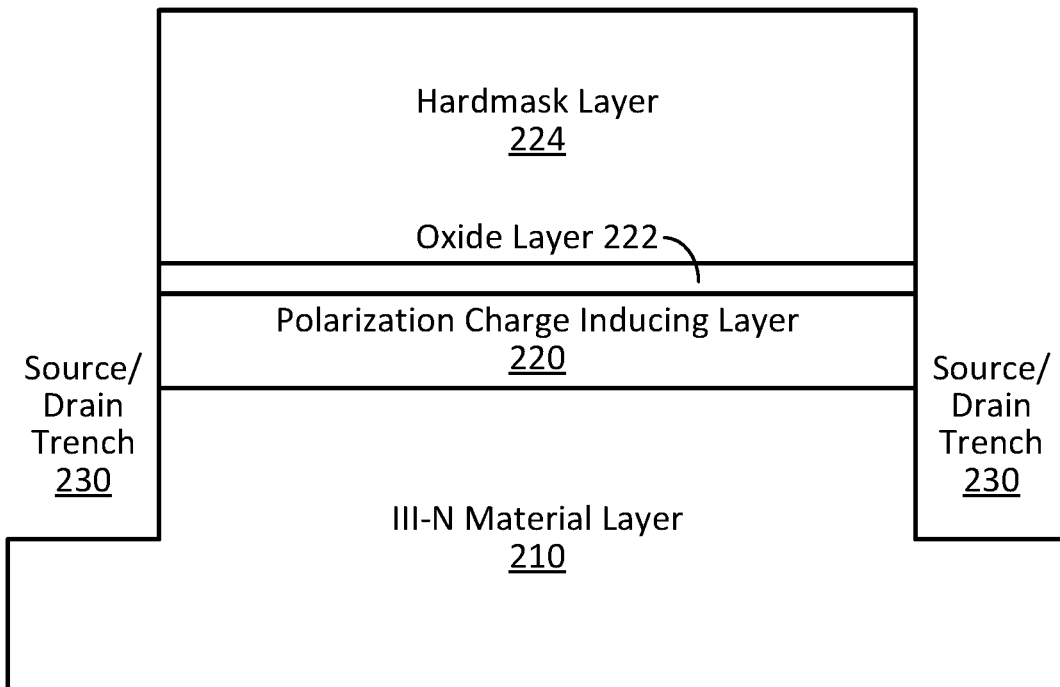 Hardmask Layer
224
Oxide Layer 222
Polarization Charge Inducing Layer
220
Source/
Drain
Trench
230
Source/
Drain
Trench
230
III-N Material Layer
210